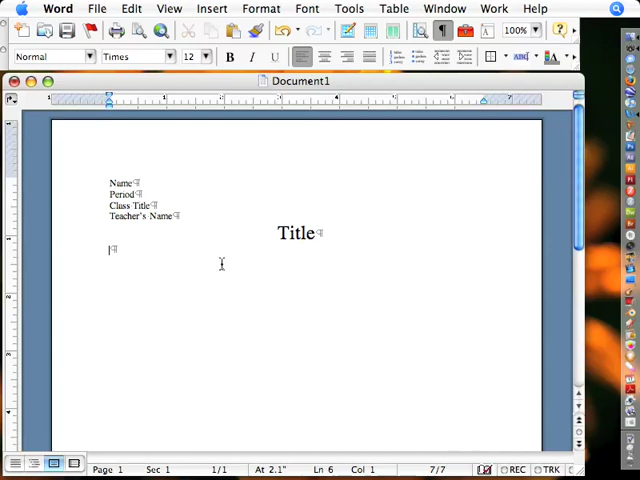 Word File Edit View Insert Format Font Tools Table Window Work Help
100%
Normal Times 12 B I U ABC A
Document1
Name¶
Period¶
Class Title¶
Teacher's Name¶
Title¶
¶
Page 1 Sec 1 1/1 At 2.1" Ln 6 Col 1 7/7 REC TRK